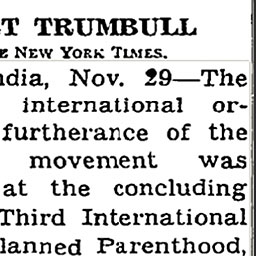 T TRUMBULL
NEW YORK TIMES.
ndia, Nov. 29—The
international or-
furtherance of the
movement was
at the concluding
Third International
lanned Parenthood,